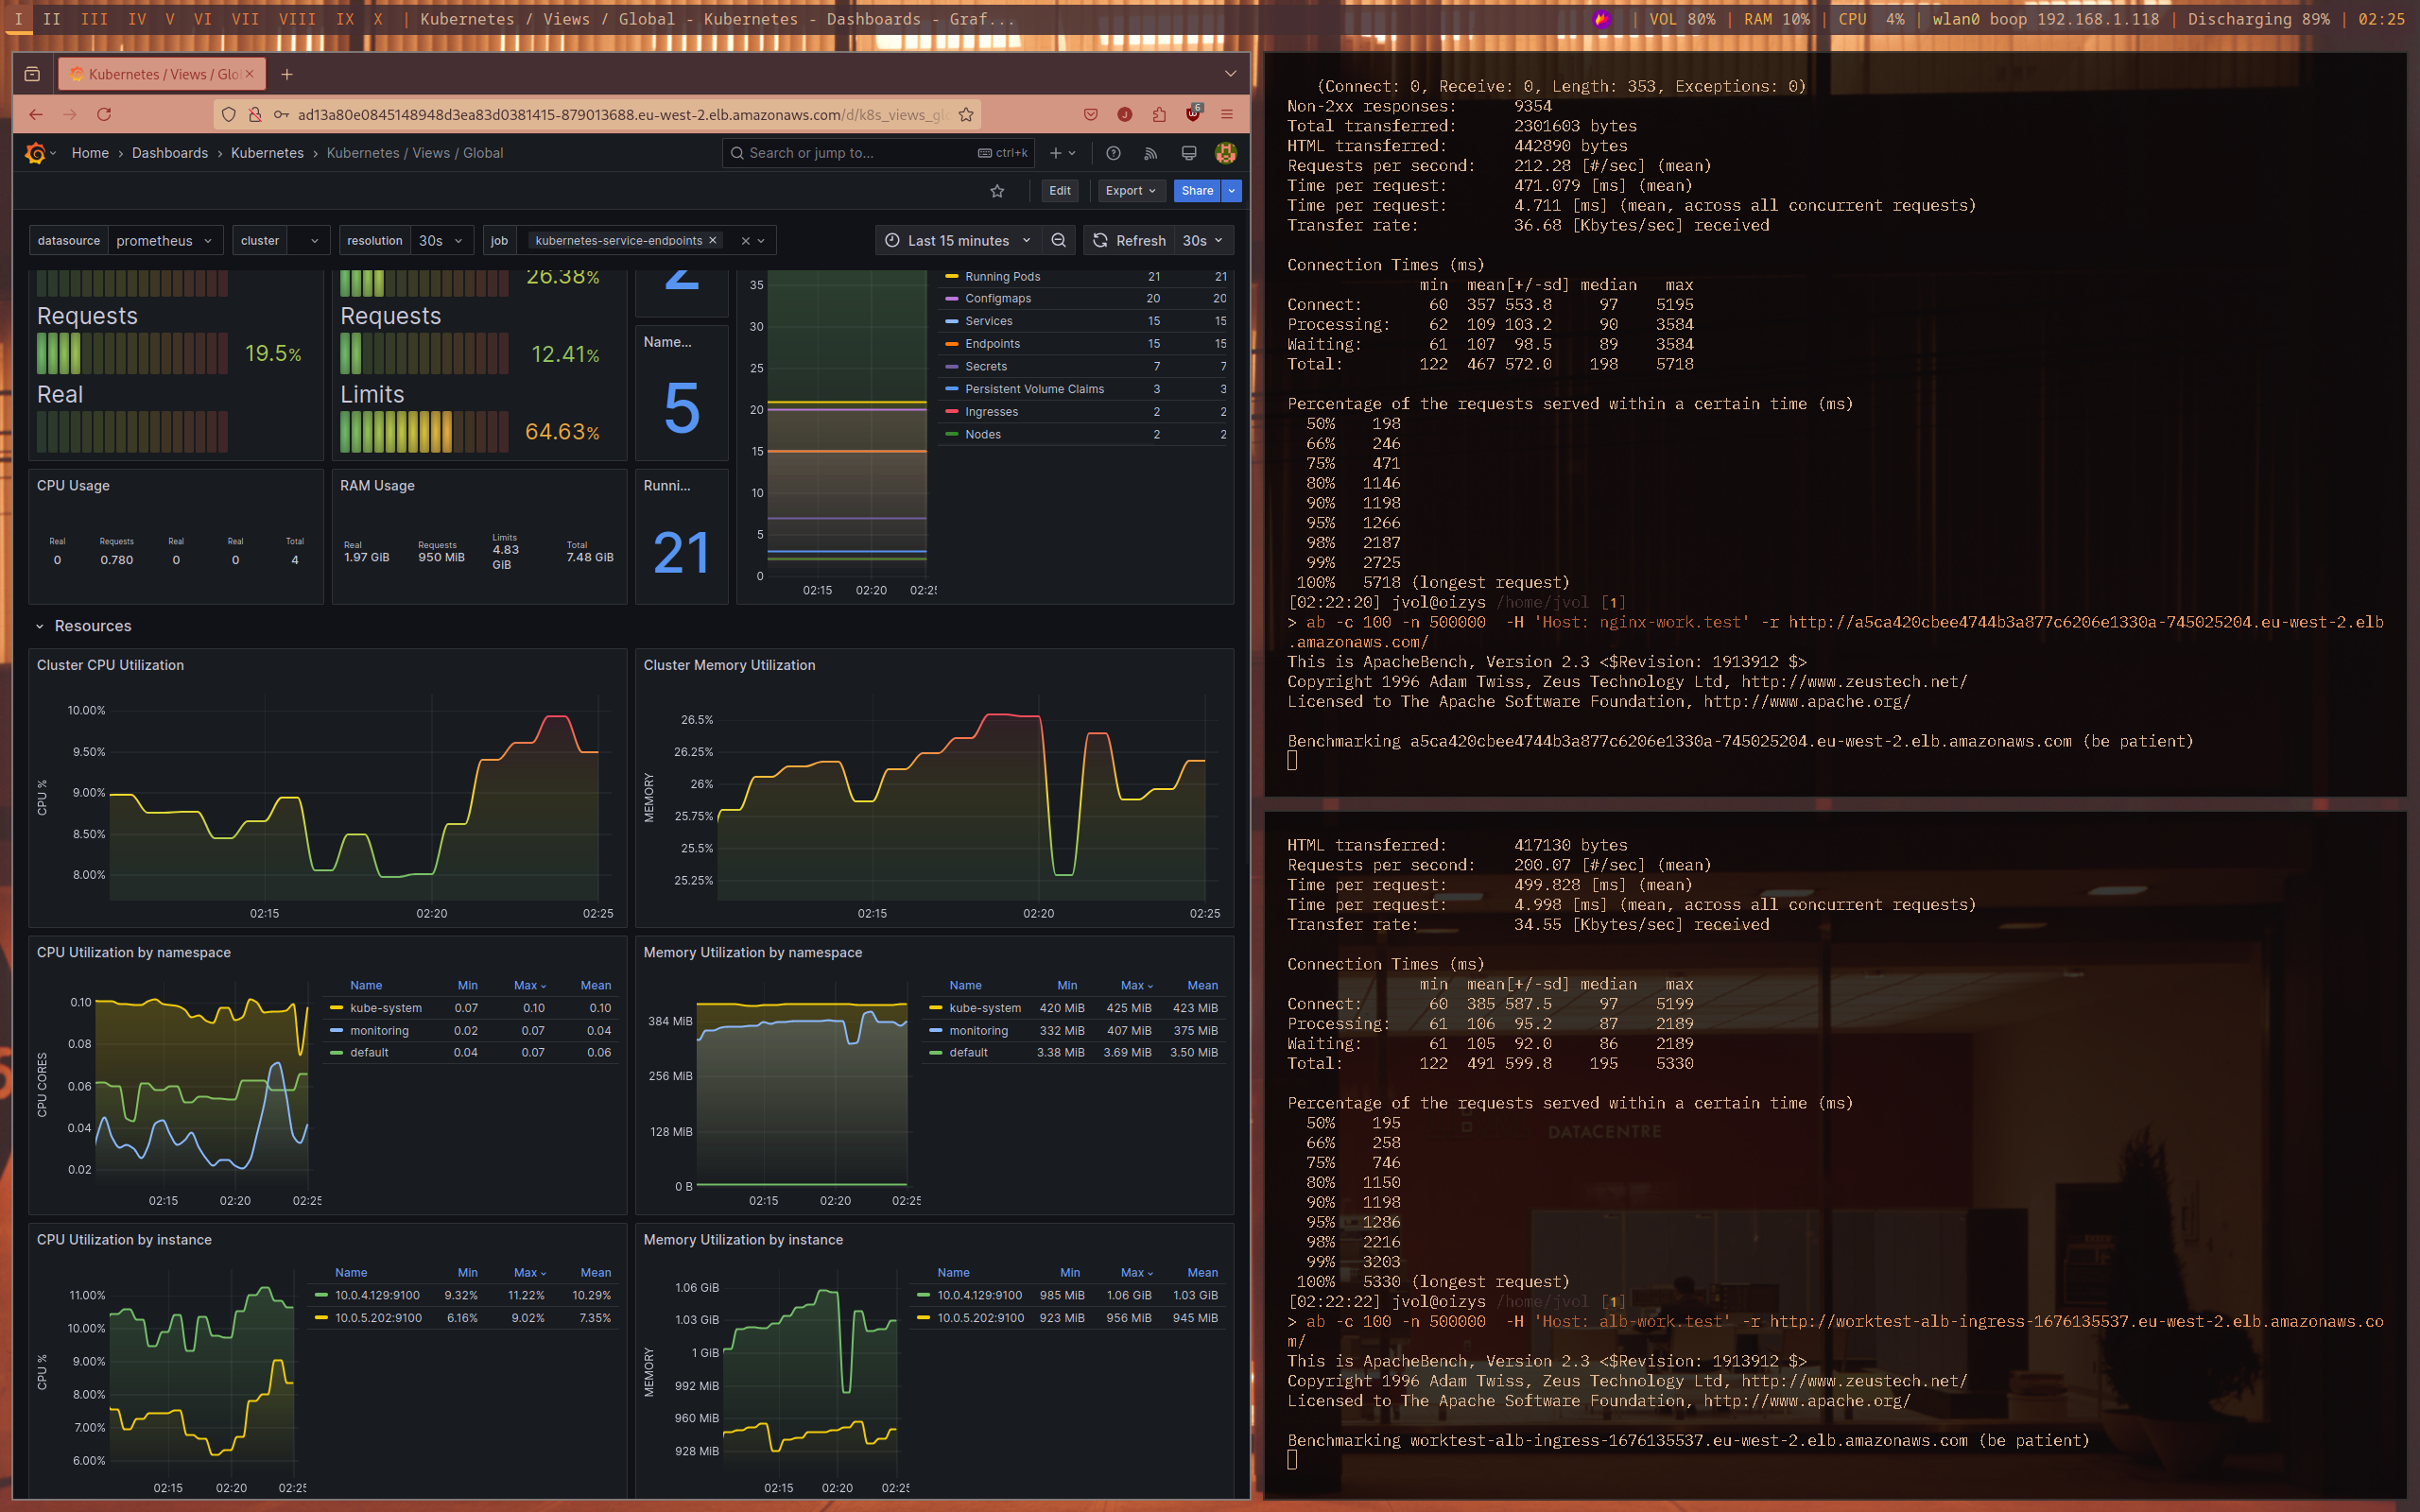 I II III IV V VI VII VIII IX X | Kubernetes / Views / Global - Kubernetes - Dashboards - Graf...
| VOL 80% | RAM 10% | CPU 4% | wlan0 boop 192.168.1.118 | Discharging 89% | 02:25
Kubernetes / Views / Glo
ad13a80e0845148948d3ea83d0381415-879013688.eu-west-2.elb.amazonaws.com/d/k8s_views_gl
6
Home › Dashboards › Kubernetes › Kubernetes / Views / Global
Search or jump to... ctrl+k
Edit Export Share
datasource prometheus cluster resolution 30s job kubernetes-service-endpoints
Last 15 minutes Refresh 30s
Requests
19.5%
Real
26.38%
Requests
12.41%
Limits
64.63%
2
Name...
5
35
30
25
20
15
10
5
0
02:15 02:20 02:25
Running Pods 21 21
Configmaps 20 20
Services 15 15
Endpoints 15 15
Secrets 7 7
Persistent Volume Claims 3 3
Ingresses 2 2
Nodes 2 2
CPU Usage
Real Requests Real Real Total
0 0.780 0 0 4
RAM Usage
Real Requests Limits Total
1.97 GiB 950 MiB 4.83 GiB 7.48 GiB
Runni...
21
Resources
Cluster CPU Utilization
CPU %
10.00%
9.50%
9.00%
8.50%
8.00%
02:15 02:20 02:25
Cluster Memory Utilization
MEMORY
26.5%
26.25%
26%
25.75%
25.5%
25.25%
02:15 02:20 02:25
CPU Utilization by namespace
CPU CORES
0.10
0.08
0.06
0.04
0.02
02:15 02:20 02:25
Name Min Max Mean
kube-system 0.07 0.10 0.10
monitoring 0.02 0.07 0.04
default 0.04 0.07 0.06
Memory Utilization by namespace
384 MiB
256 MiB
128 MiB
0 B
02:15 02:20 02:25
Name Min Max Mean
kube-system 420 MiB 425 MiB 423 MiB
monitoring 332 MiB 407 MiB 375 MiB
default 3.38 MiB 3.69 MiB 3.50 MiB
CPU Utilization by instance
CPU %
11.00%
10.00%
9.00%
8.00%
7.00%
6.00%
02:15 02:20 02:25
Name Min Max Mean
10.0.4.129:9100 9.32% 11.22% 10.29%
10.0.5.202:9100 6.16% 9.02% 7.35%
Memory Utilization by instance
MEMORY
1.06 GiB
1.03 GiB
1 GiB
992 MiB
960 MiB
928 MiB
02:15 02:20 02:25
Name Min Max Mean
10.0.4.129:9100 985 MiB 1.06 GiB 1.03 GiB
10.0.5.202:9100 923 MiB 956 MiB 945 MiB
(Connect: 0, Receive: 0, Length: 353, Exceptions: 0)
Non-2xx responses: 9354
Total transferred: 2301603 bytes
HTML transferred: 442890 bytes
Requests per second: 212.28 [#/sec] (mean)
Time per request: 471.079 [ms] (mean)
Time per request: 4.711 [ms] (mean, across all concurrent requests)
Transfer rate: 36.68 [Kbytes/sec] received
Connection Times (ms)
min mean[+/-sd] median max
Connect: 60 357 553.8 97 5195
Processing: 62 109 103.2 90 3584
Waiting: 61 107 98.5 89 3584
Total: 122 467 572.0 198 5718
Percentage of the requests served within a certain time (ms)
50% 198
66% 246
75% 471
80% 1146
90% 1198
95% 1266
98% 2187
99% 2725
100% 5718 (longest request)
[02:22:20] jvol@oizys /home/jvol [1]
> ab -c 100 -n 500000 -H 'Host: nginx-work.test' -r http://a5ca420cbee4744b3a877c6206e1330a-745025204.eu-west-2.elb
.amazonaws.com/
This is ApacheBench, Version 2.3 <$Revision: 1913912 $>
Copyright 1996 Adam Twiss, Zeus Technology Ltd, http://www.zeustech.net/
Licensed to The Apache Software Foundation, http://www.apache.org/
Benchmarking a5ca420cbee4744b3a877c6206e1330a-745025204.eu-west-2.elb.amazonaws.com (be patient)
HTML transferred: 417130 bytes
Requests per second: 200.07 [#/sec] (mean)
Time per request: 499.828 [ms] (mean)
Time per request: 4.998 [ms] (mean, across all concurrent requests)
Transfer rate: 34.55 [Kbytes/sec] received
Connection Times (ms)
min mean[+/-sd] median max
Connect: 60 385 587.5 97 5199
Processing: 61 106 95.2 87 2189
Waiting: 61 105 92.0 86 2189
Total: 122 491 599.8 195 5330
Percentage of the requests served within a certain time (ms)
50% 195
66% 258
DATACENTRE
75% 746
80% 1150
90% 1198
95% 1286
98% 2216
99% 3203
100% 5330 (longest request)
[02:22:22] jvol@oizys /home/jvol [1]
> ab -c 100 -n 500000 -H 'Host: alb-work.test' -r http://worktest-alb-ingress-1676135537.eu-west-2.elb.amazonaws.co
m/
This is ApacheBench, Version 2.3 <$Revision: 1913912 $>
Copyright 1996 Adam Twiss, Zeus Technology Ltd, http://www.zeustech.net/
Licensed to The Apache Software Foundation, http://www.apache.org/
Benchmarking worktest-alb-ingress-1676135537.eu-west-2.elb.amazonaws.com (be patient)